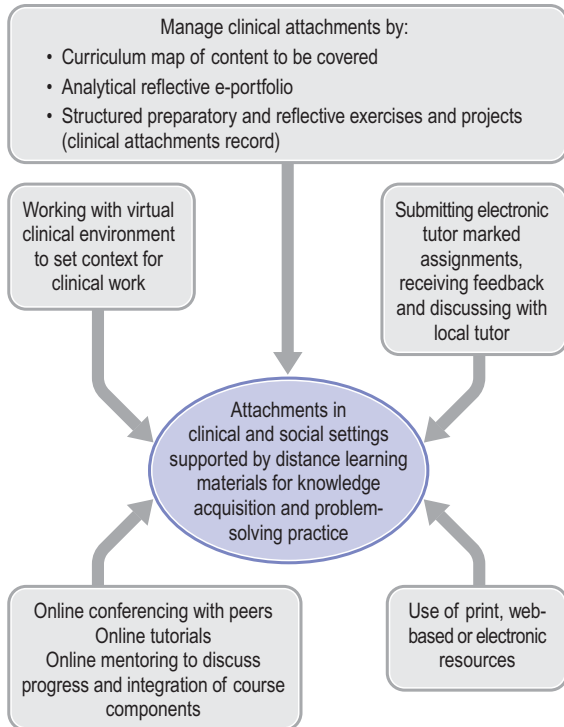 Manage clinical attachments by:
• Curriculum map of content to be covered
• Analytical reflective e-portfolio
• Structured preparatory and reflective exercises and projects
(clinical attachments record)
Working with virtual
clinical environment
to set context for
clinical work
Submitting electronic
tutor marked
assignments,
receiving feedback
and discussing with
local tutor
Attachments in
clinical and social settings
supported by distance learning
materials for knowledge
acquisition and problem-
solving practice
Online conferencing with peers
Online tutorials
Online mentoring to discuss
progress and integration of course
components
Use of print, web-
based or electronic
resources